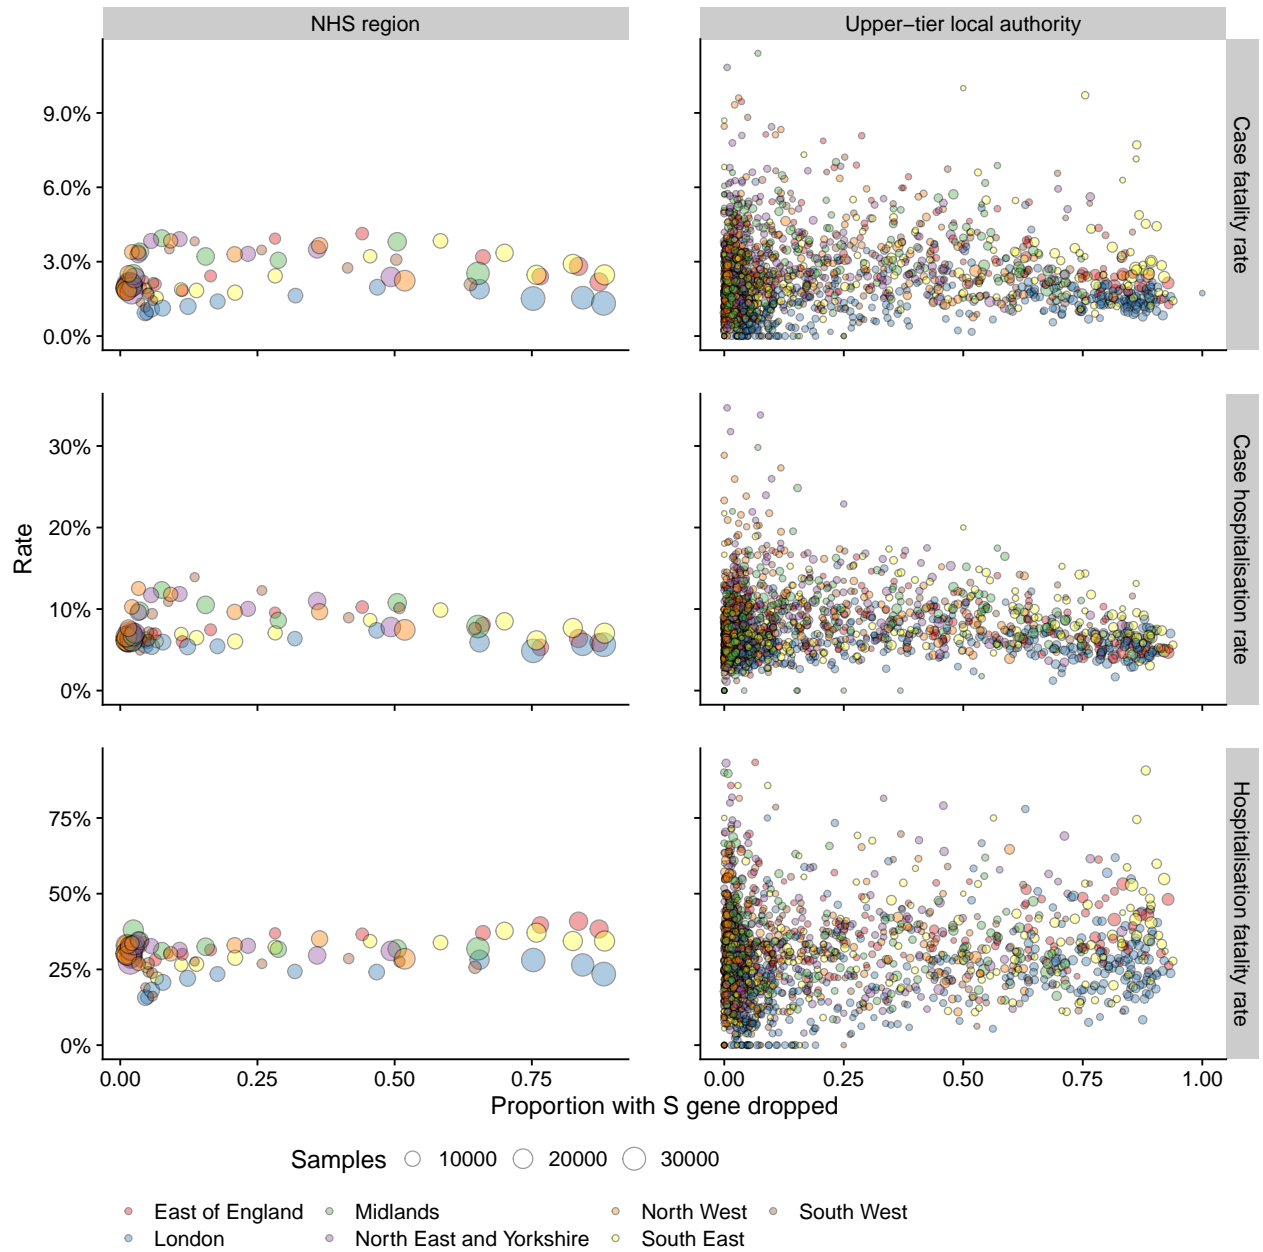 NHS region
Upper−tier local authority
9.0%
6.0%
3.0%
0.0%
Case fatality rate
30%
20%
10%
0%
Case hospitalisation rate
Rate
75%
50%
25%
0%
Hospitalisation fatality rate
0.00 0.25 0.50 0.75
0.00 0.25 0.50 0.75 1.00
Proportion with S gene dropped
Samples 10000 20000 30000
East of England Midlands North West South West
London North East and Yorkshire South East